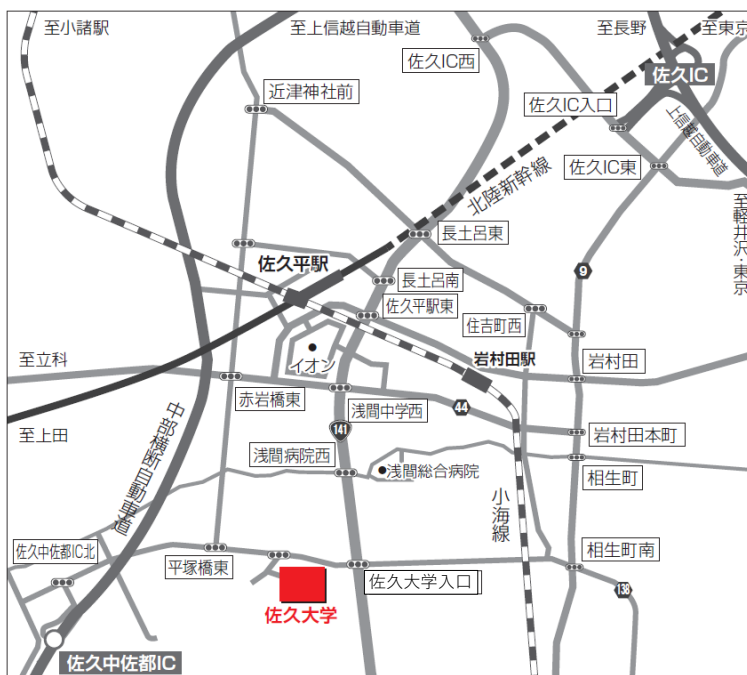 至小諸駅
至上信越自動車道
至長野
至東京
佐久IC西
佐久IC
近津神社前
佐久IC入口
上信越自動車道
佐久IC東
北陸新幹線
至軽井沢・東京
長土呂東
佐久平駅
9
長土呂南
佐久平駅東
住吉町西
イオン
岩村田駅
岩村田
至立科
赤岩橋東
浅間中学西
44
至上田
141
岩村田本町
中部横断自動車道
浅間病院西
浅間総合病院
相生町
小海線
佐久中佐都IC北
平塚橋東
相生町南
佐久大学入口
138
佐久大学
佐久中佐都IC